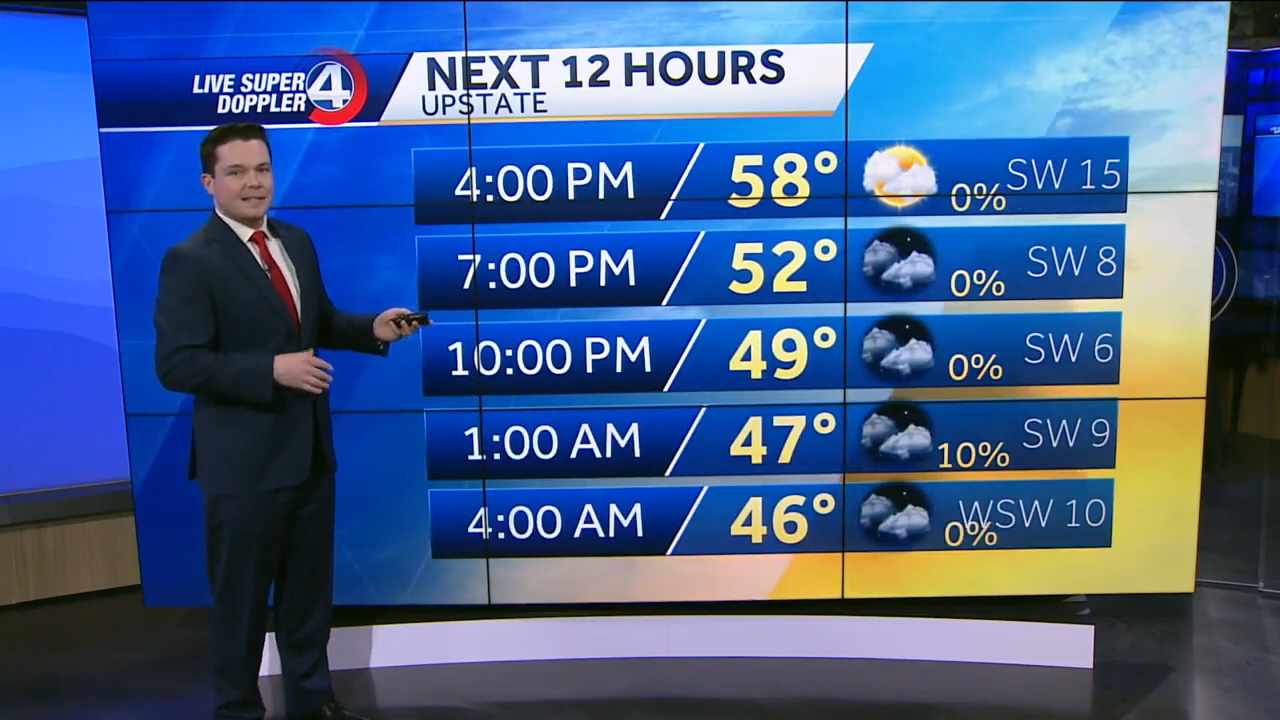 LIVE SUPER
DOPPLER 4
NEXT 12 HOURS
UPSTATE
4:00 PM 58° 0% SW 15
7:00 PM 52° 0% SW 8
10:00 PM 49° 0% SW 6
1:00 AM 47° 10% SW 9
4:00 AM 46° 0% WSW 10